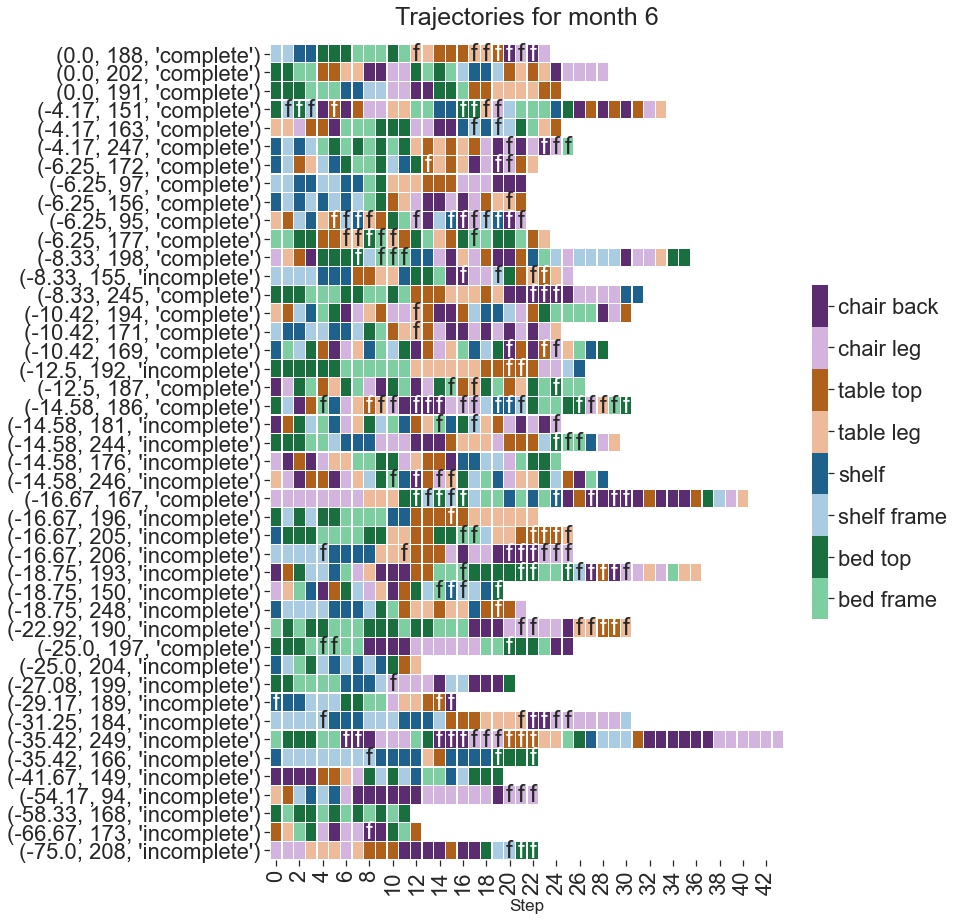 Trajectories for month 6
(0.0, 188, 'complete')
(0.0, 202, 'complete')
(0.0, 191, 'complete')
(-4.17, 151, 'complete')
(-4.17, 163, 'complete')
(-4.17, 247, 'complete')
(-6.25, 172, 'complete')
(-6.25, 97, 'complete')
(-6.25, 156, 'complete')
(-6.25, 95, 'complete')
(-6.25, 177, 'complete')
(-8.33, 198, 'complete')
(-8.33, 155, 'incomplete')
(-8.33, 245, 'complete')
(-10.42, 194, 'complete')
(-10.42, 171, 'complete')
(-10.42, 169, 'complete')
(-12.5, 192, 'incomplete')
(-12.5, 187, 'complete')
(-14.58, 186, 'complete')
(-14.58, 181, 'incomplete')
(-14.58, 244, 'incomplete')
(-14.58, 176, 'incomplete')
(-14.58, 246, 'incomplete')
(-16.67, 167, 'complete')
(-16.67, 196, 'incomplete')
(-16.67, 205, 'incomplete')
(-16.67, 206, 'incomplete')
(-18.75, 193, 'incomplete')
(-18.75, 150, 'incomplete')
(-18.75, 248, 'incomplete')
(-22.92, 190, 'incomplete')
(-25.0, 197, 'complete')
(-25.0, 204, 'incomplete')
(-27.08, 199, 'incomplete')
(-29.17, 189, 'incomplete')
(-31.25, 184, 'incomplete')
(-35.42, 249, 'incomplete')
(-35.42, 166, 'incomplete')
(-41.67, 149, 'incomplete')
(-54.17, 94, 'incomplete')
(-58.33, 168, 'incomplete')
(-66.67, 173, 'incomplete')
(-75.0, 208, 'incomplete')
0 2 4 6 8 10 12 14 16 18 20 22 24 26 28 30 32 34 36 38 40 42
Step
chair back
chair leg
table top
table leg
shelf
shelf frame
bed top
bed frame